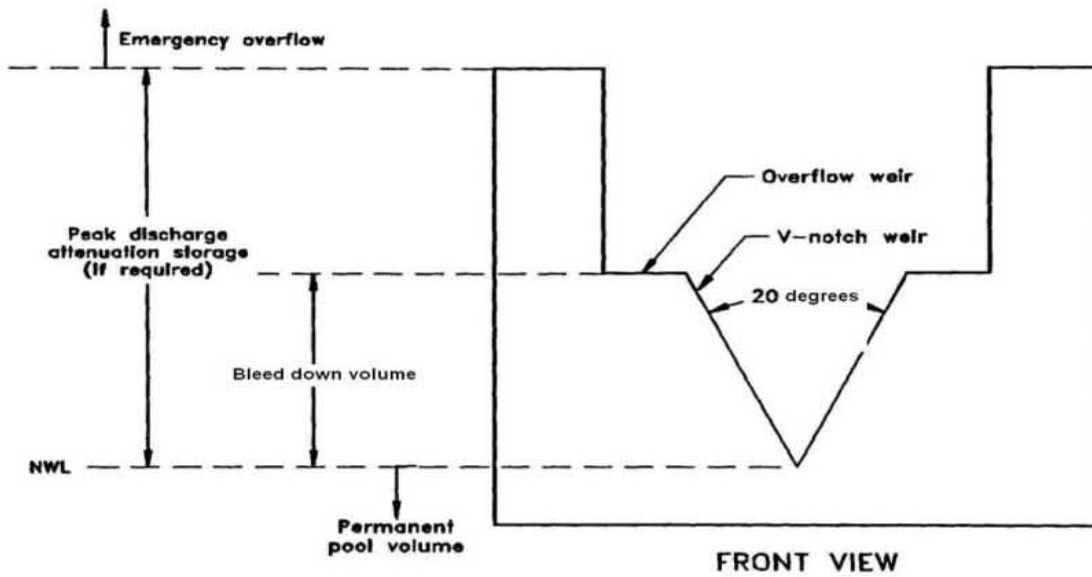 Emergency overflow
Overflow weir
Peak discharge
attenuation storage
(if required)
V-notch weir
20 degrees
Bleed down volume
NWL
Permanent
pool volume
FRONT VIEW